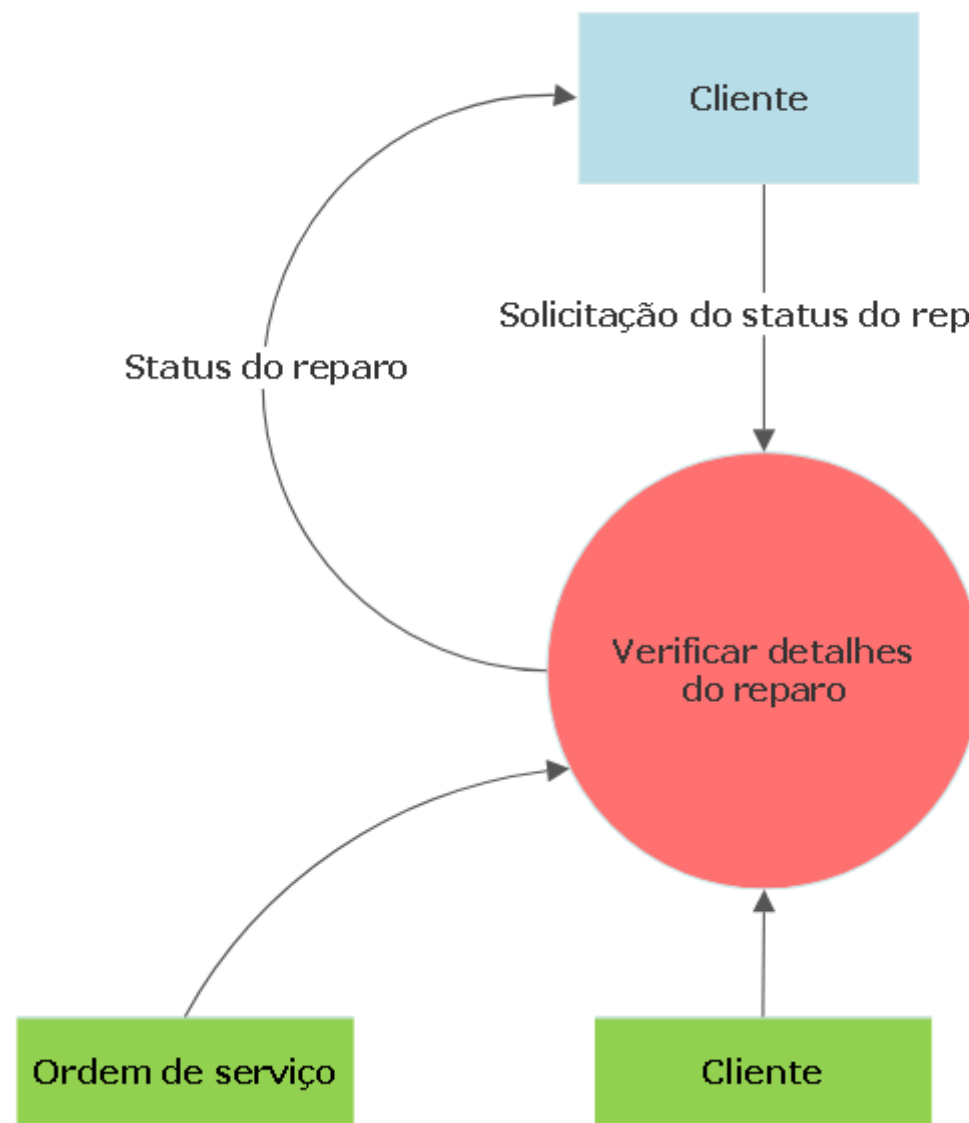 Cliente
Solicitação do status do rep
Status do reparo
Verificar detalhes
do reparo
Ordem de serviço
Cliente